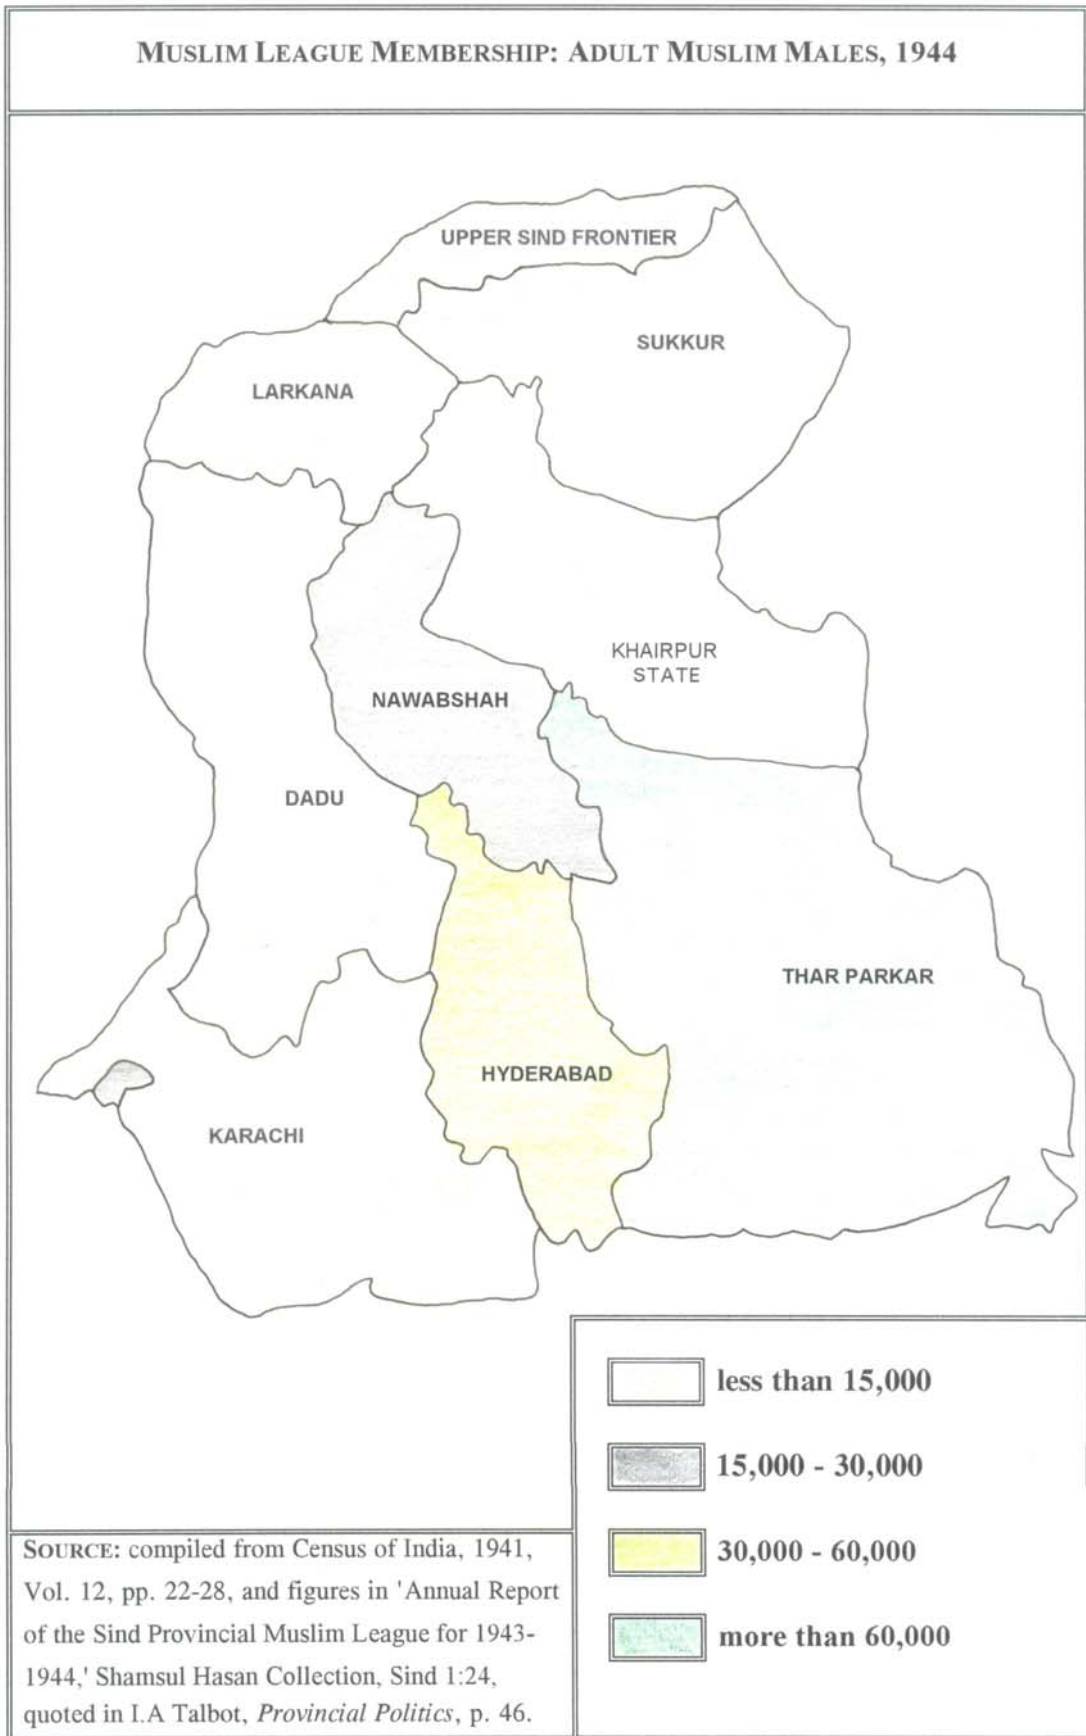 MUSLIM LEAGUE MEMBERSHIP: ADULT MUSLIM MALES, 1944
UPPER SIND FRONTIER
SUKKUR
LARKANA
KHAIRPUR
STATE
NAWABSHAH
DADU
THAR PARKAR
HYDERABAD
KARACHI
less than 15,000
15,000 - 30,000
30,000 - 60,000
more than 60,000
SOURCE: compiled from Census of India, 1941,
Vol. 12, pp. 22-28, and figures in 'Annual Report
of the Sind Provincial Muslim League for 1943-
1944,' Shamsul Hasan Collection, Sind 1:24,
quoted in I.A Talbot, Provincial Politics, p. 46.